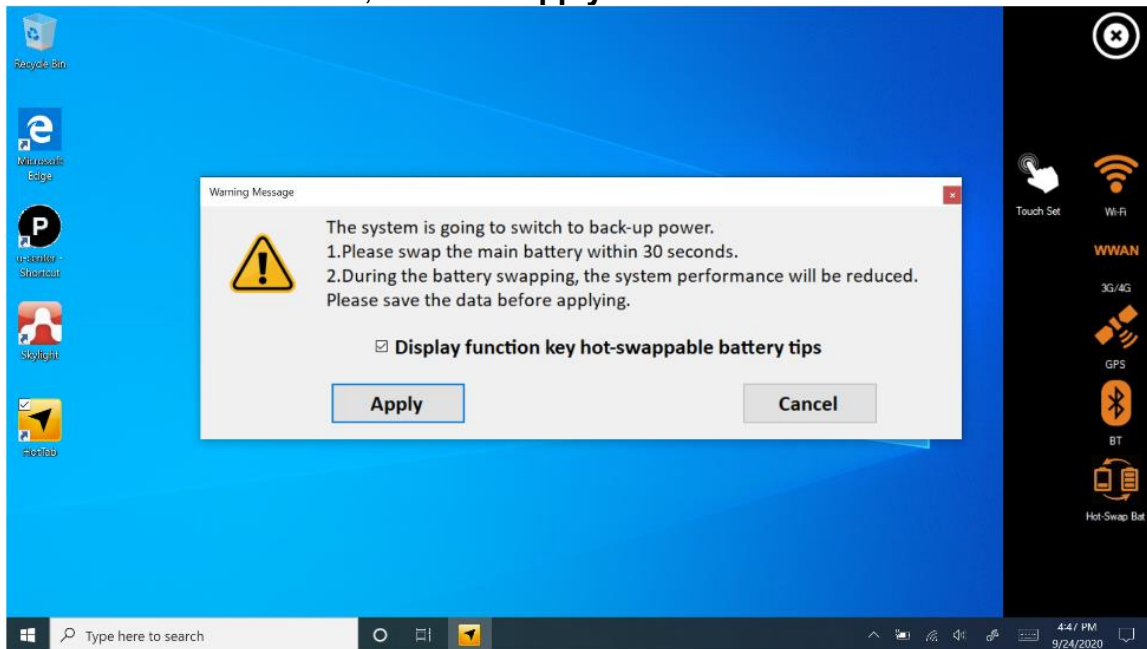 Recycle Bin
Microsoft
Edge
u-center -
Shortcut
Skylight
HotTab
Warning Message
The system is going to switch to back-up power.
1.Please swap the main battery within 30 seconds.
2.During the battery swapping, the system performance will be reduced.
Please save the data before applying.
Display function key hot-swappable battery tips
Apply
Cancel
Touch Set
Wi-Fi
WWAN
3G/4G
GPS
BT
Hot-Swap Bat
Type here to search
4:47 PM
9/24/2020